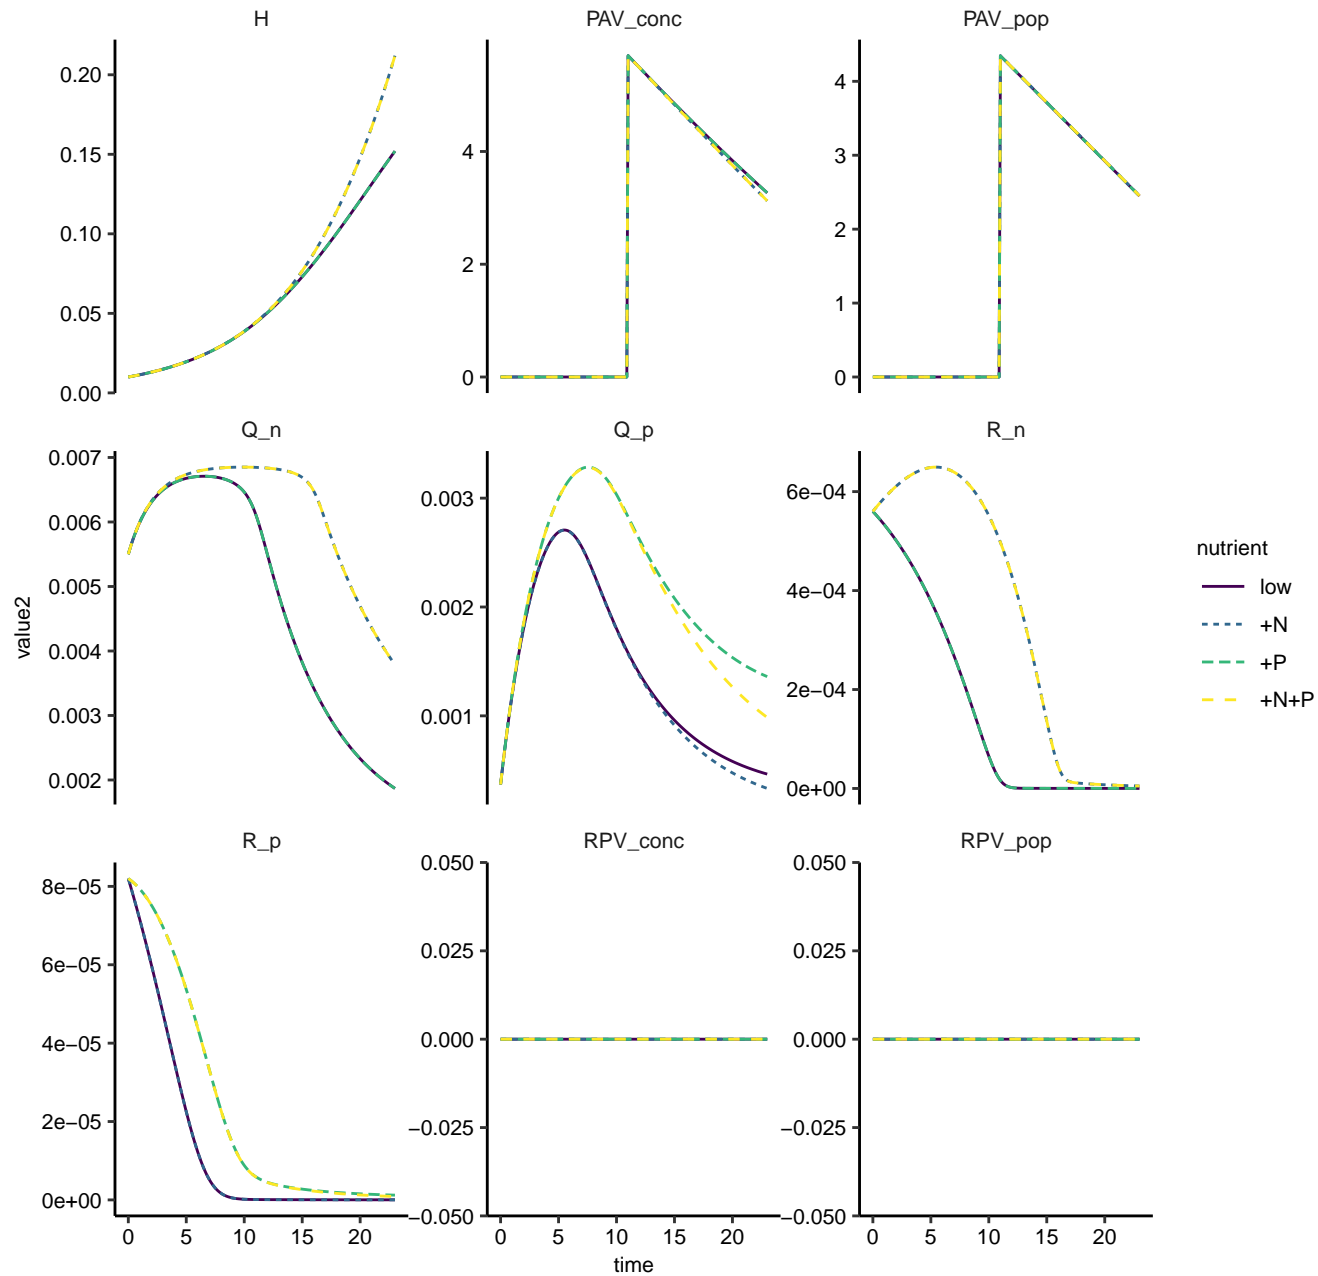 H
PAV_conc
PAV_pop
0.20
0.15
0.10
0.05
0.00
4
2
0
4
3
2
1
0
Q_n
Q_p
R_n
0.007
0.006
0.005
0.004
0.003
0.002
0.003
0.002
0.001
6e−04
4e−04
2e−04
0e+00
value2
nutrient
low
+N
+P
+N+P
R_p
RPV_conc
RPV_pop
8e−05
6e−05
4e−05
2e−05
0e+00
0.050
0.025
0.000
−0.025
−0.050
0.050
0.025
0.000
−0.025
−0.050
0 5 10 15 20
0 5 10 15 20
0 5 10 15 20
time